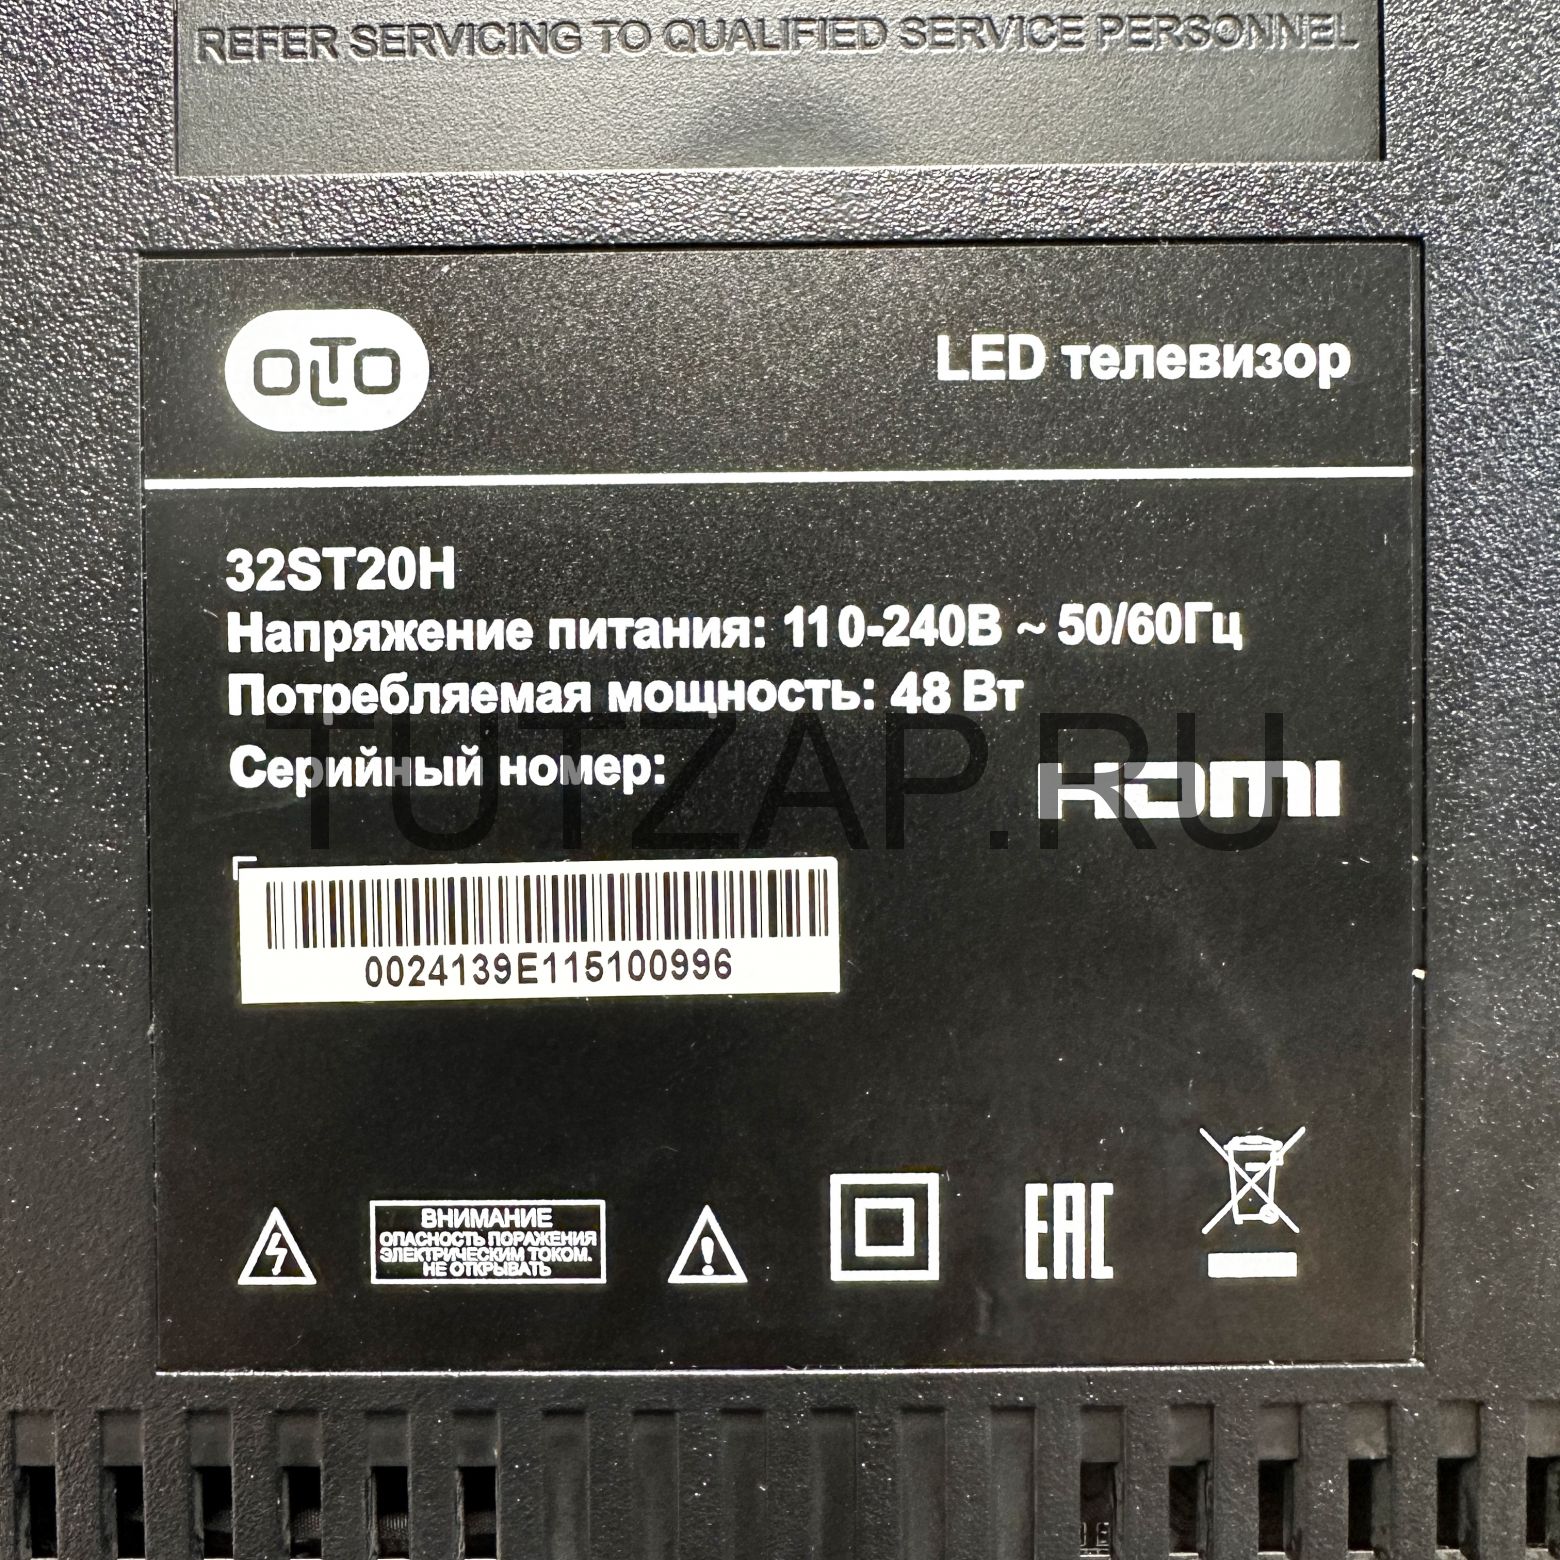 REFER SERVICING TO QUALIFIED SERVICE PERSONNEL
OLTO
LED телевизор
32ST20H
Напряжение питания: 110-240В ~ 50/60Гц
Потребляемая мощность: 48 Вт
Серийный номер:
TUTZAP.RU
HDMI
0024139E115100996
ВНИМАНИЕ
ОПАСНОСТЬ ПОРАЖЕНИЯ
ЭЛЕКТРИЧЕСКИМ ТОКОМ.
НЕ ОТКРЫВАТЬ
EAC